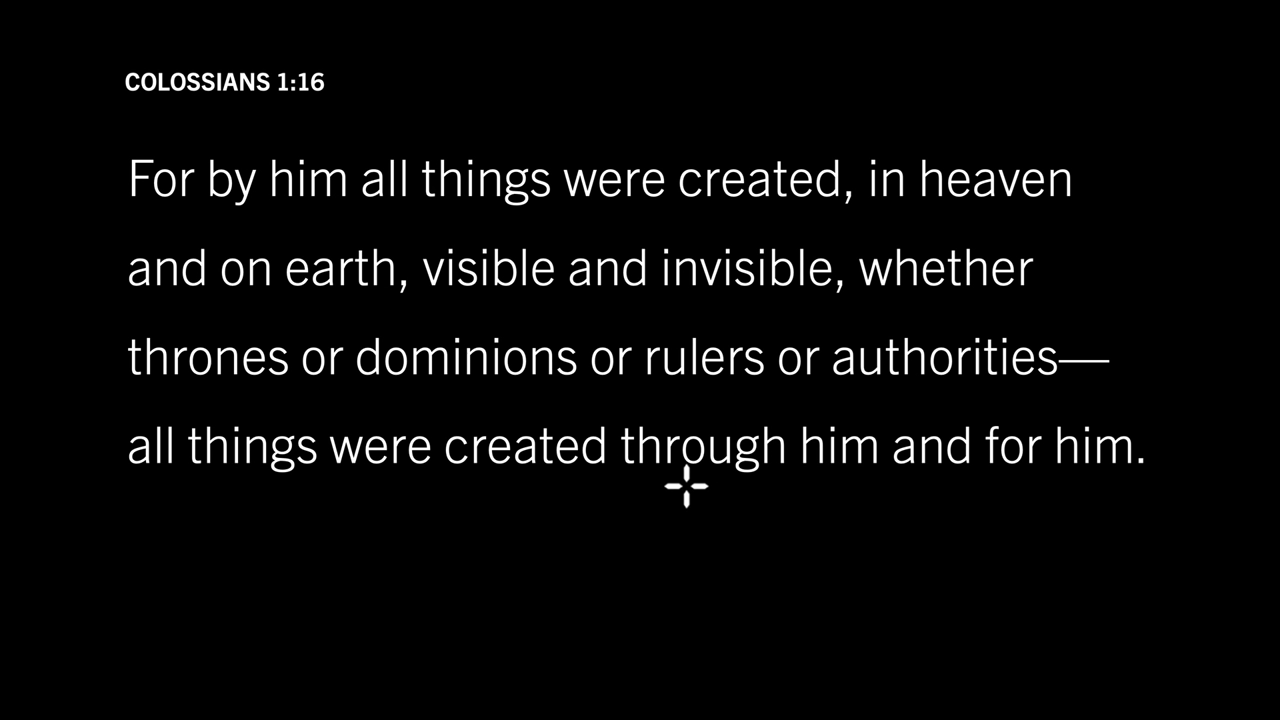 COLOSSIANS 1:16
For by him all things were created, in heaven
and on earth, visible and invisible, whether
thrones or dominions or rulers or authorities—
all things were created through him and for him.